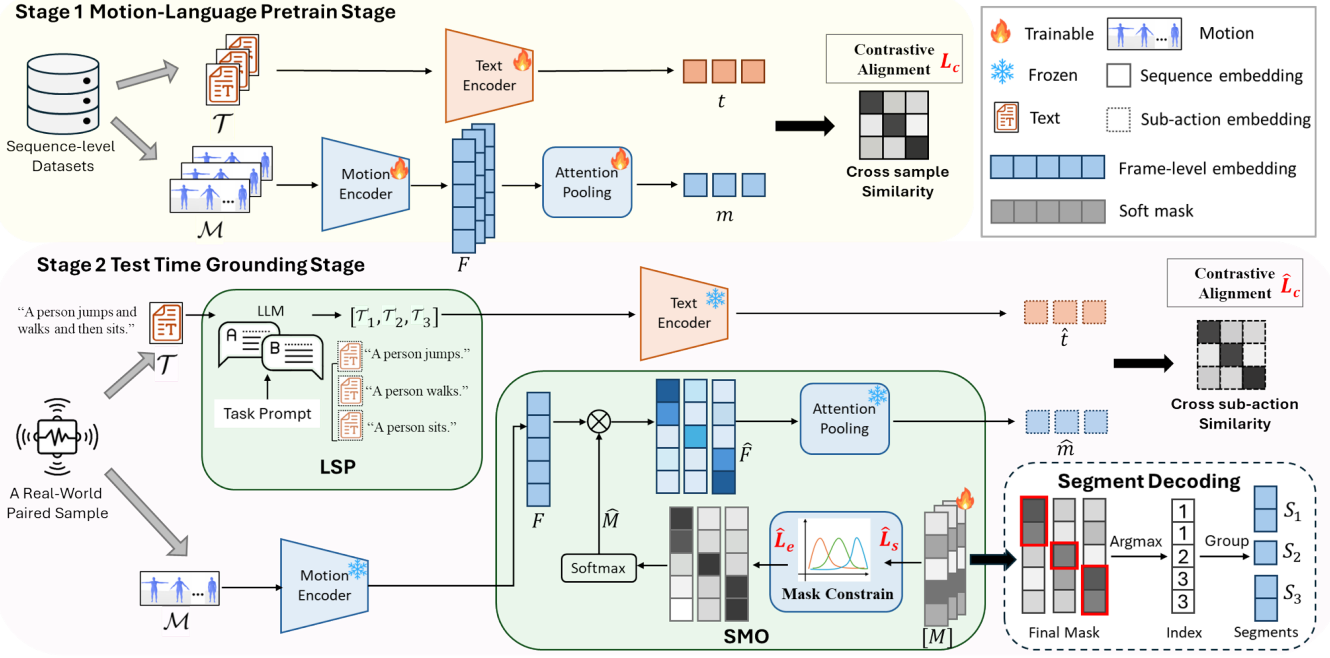 Stage 1 Motion-Language Pretrain Stage
Sequence-level
Datasets
𝒯
ℳ
Text
Encoder
Motion
Encoder
F
Attention
Pooling
t
m
Contrastive
Alignment L_c
Cross sample
Similarity
Trainable
Motion
Frozen
Sequence embedding
Text
Sub-action embedding
Frame-level embedding
Soft mask
Stage 2 Test Time Grounding Stage
“A person jumps and
walks and then sits.”
𝒯
A Real-World
Paired Sample
ℳ
LLM
A
B
Task Prompt
[𝒯_1, 𝒯_2, 𝒯_3]
“A person jumps.”
“A person walks.”
“A person sits.”
LSP
Text
Encoder
Motion
Encoder
F
M̂
Softmax
F̂
Attention
Pooling
L̂_e
L̂_s
Mask Constrain
[M]
SMO
t̂
m̂
Contrastive
Alignment L̂_c
Cross sub-action
Similarity
Segment Decoding
Argmax
1
1
2
3
3
Group
S_1
S_2
S_3
Final Mask
Index
Segments